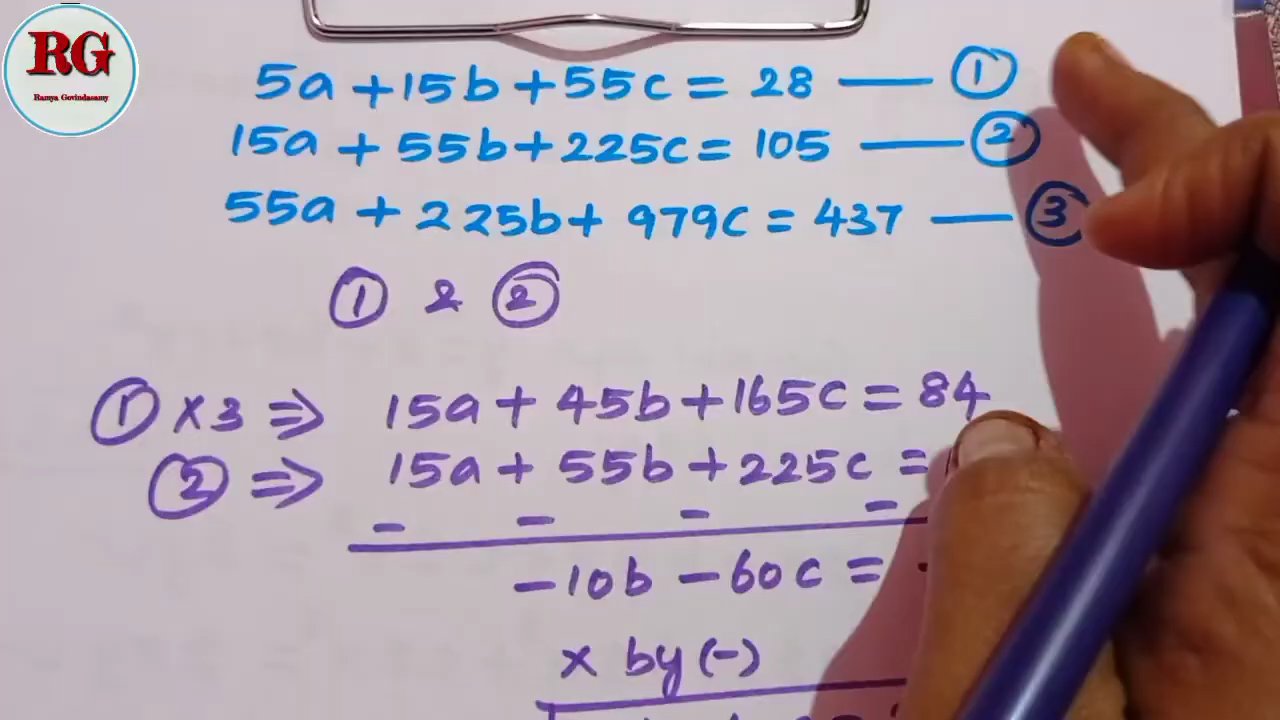 RG
Ramya Govindasamy
5a + 15b + 55c = 28 —— ①
15a + 55b + 225c = 105 —— ②
55a + 225b + 979c = 437 —— ③
① & ②
① × 3 ⇒ 15a + 45b + 165c = 84
② ⇒ 15a + 55b + 225c =
- - - -
-10b - 60c = -
× by (-)